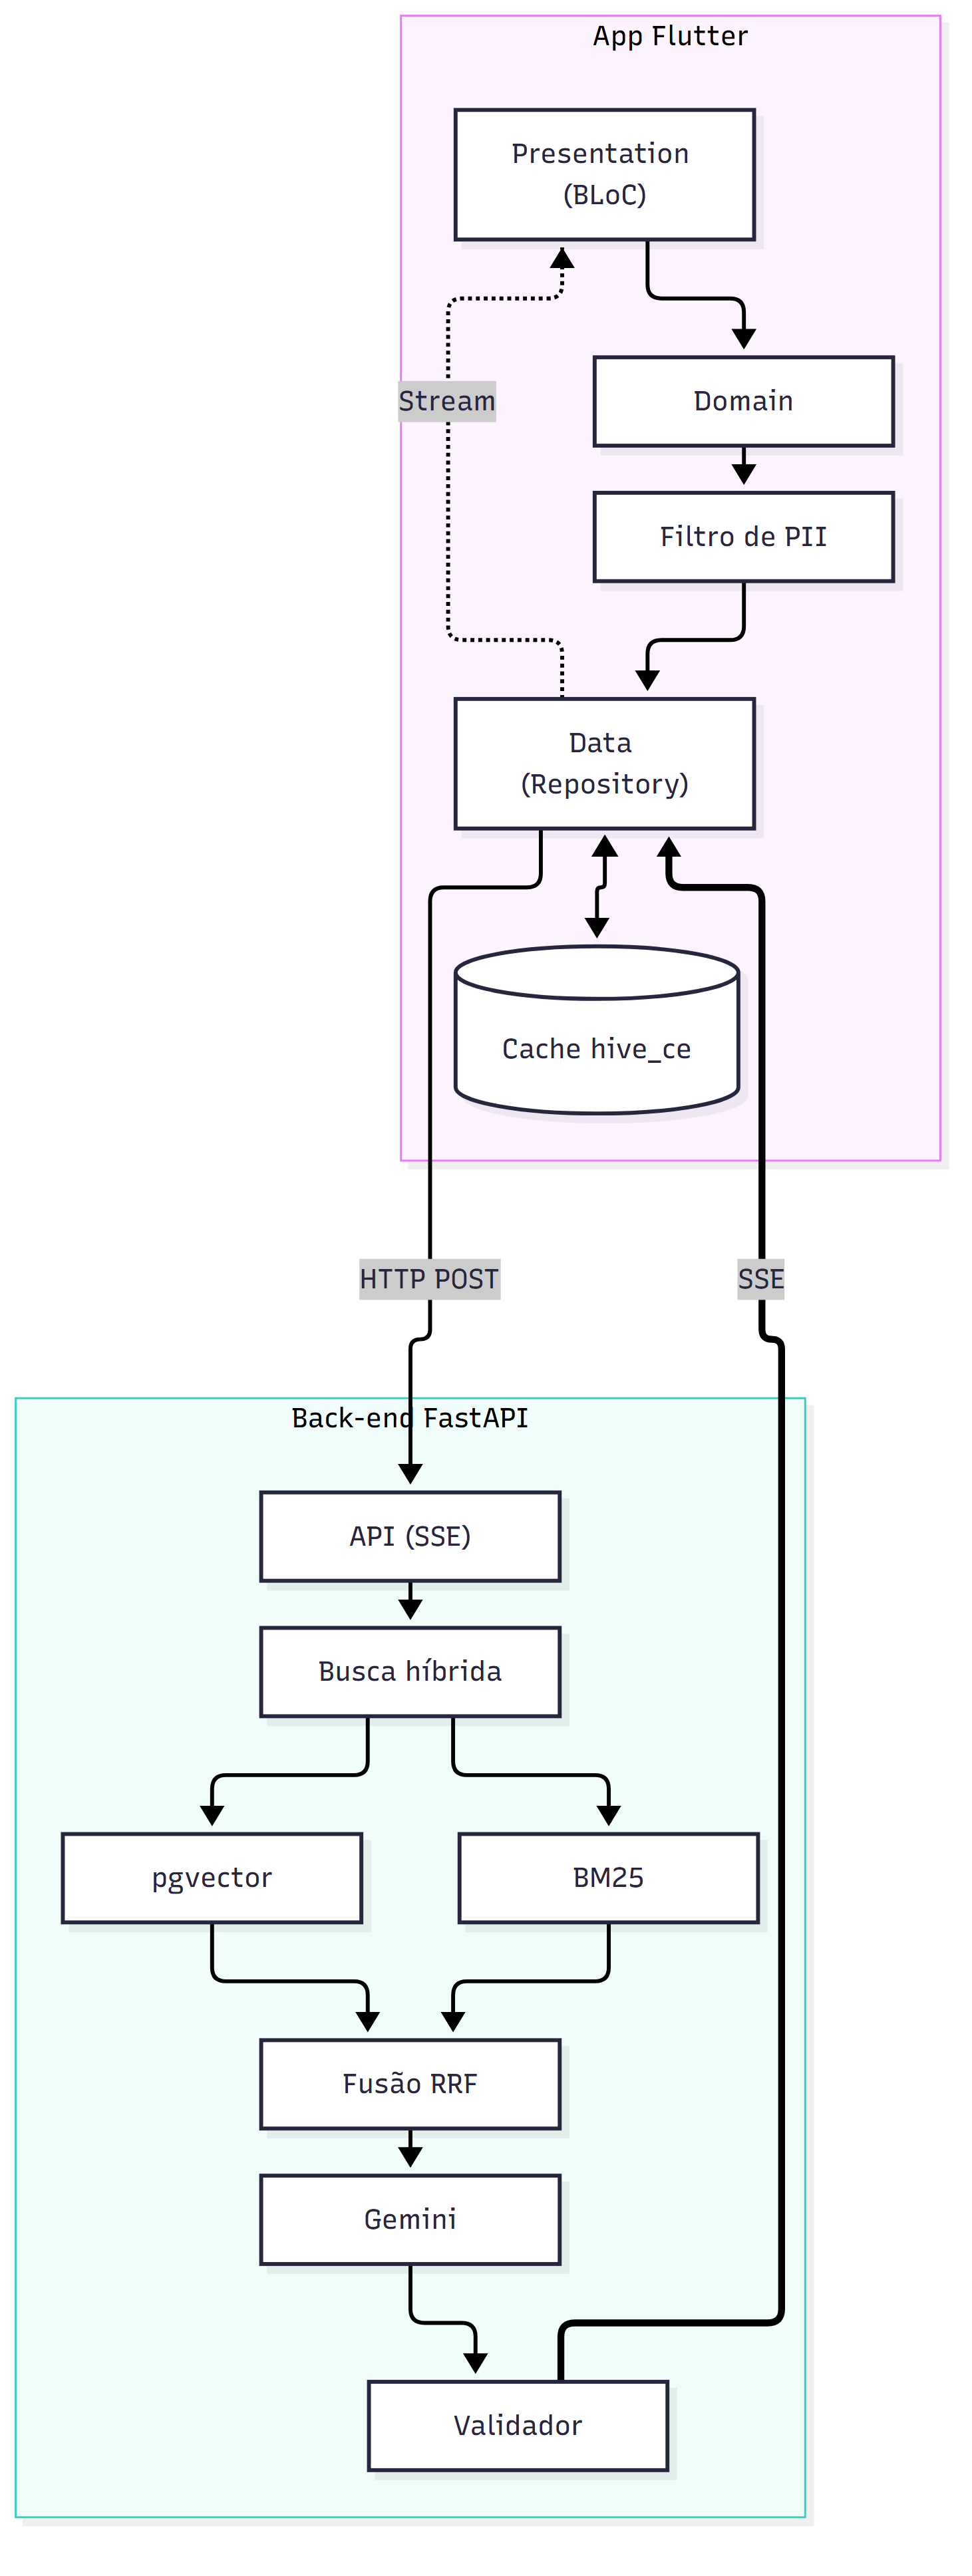 App Flutter
Presentation
(BLoC)
Stream
Domain
Filtro de PII
Data
(Repository)
Cache hive_ce
HTTP POST
SSE
Back-end FastAPI
API (SSE)
Busca híbrida
pgvector
BM25
Fusão RRF
Gemini
Validador